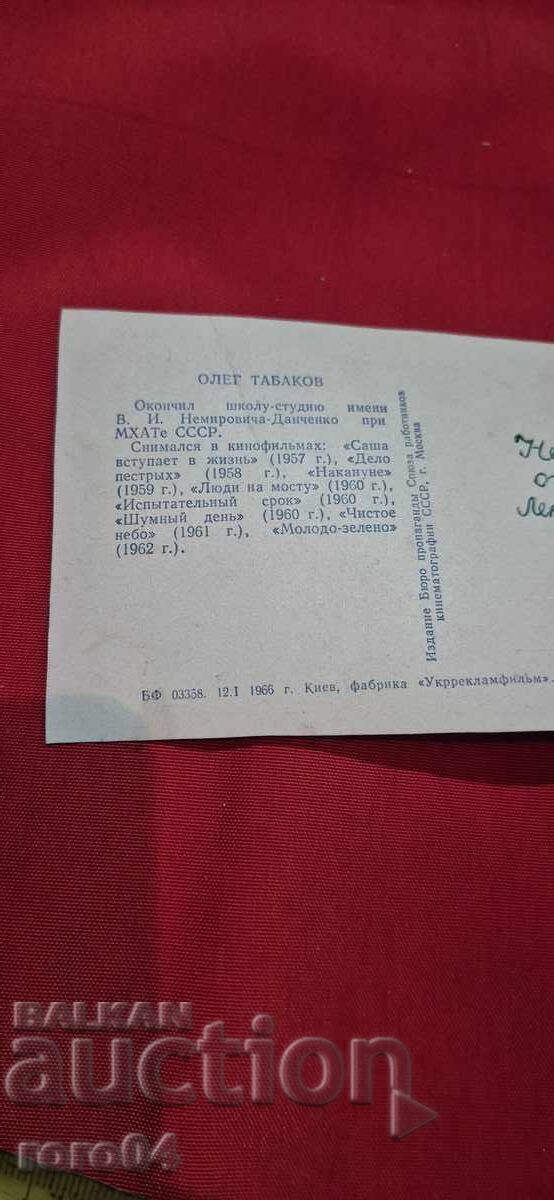 ОЛЕГ ТАБАКОВ
Окончил школу-студию имени
В. И. Немировича-Данченко при
МХАТе СССР.
Снимался в кинофильмах: «Саша
вступает в жизнь» (1957 г.), «Дело
пестрых» (1958 г.), «Накануне»
(1959 г.), «Люди на мосту» (1960 г.),
«Испытательный срок» (1960 г.),
«Шумный день» (1960 г.), «Чистое
небо» (1961 г.), «Молодо-зелено»
(1962 г.).
Издание Бюро пропаганды Союза работников
кинематографии СССР, г. Москва
БФ 03358. 12.I 1966 г. Киев, фабрика «Укррекламфильм».
BALKAN
auction
roro04